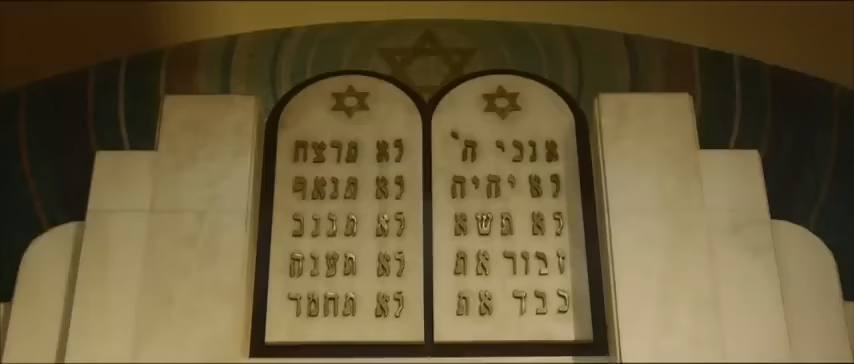 אנכי ה'
לא יהיה
לא תשא
זכור את
כבד את
לא תרצח
לא תנאף
לא תגנב
לא תענה
לא תחמד